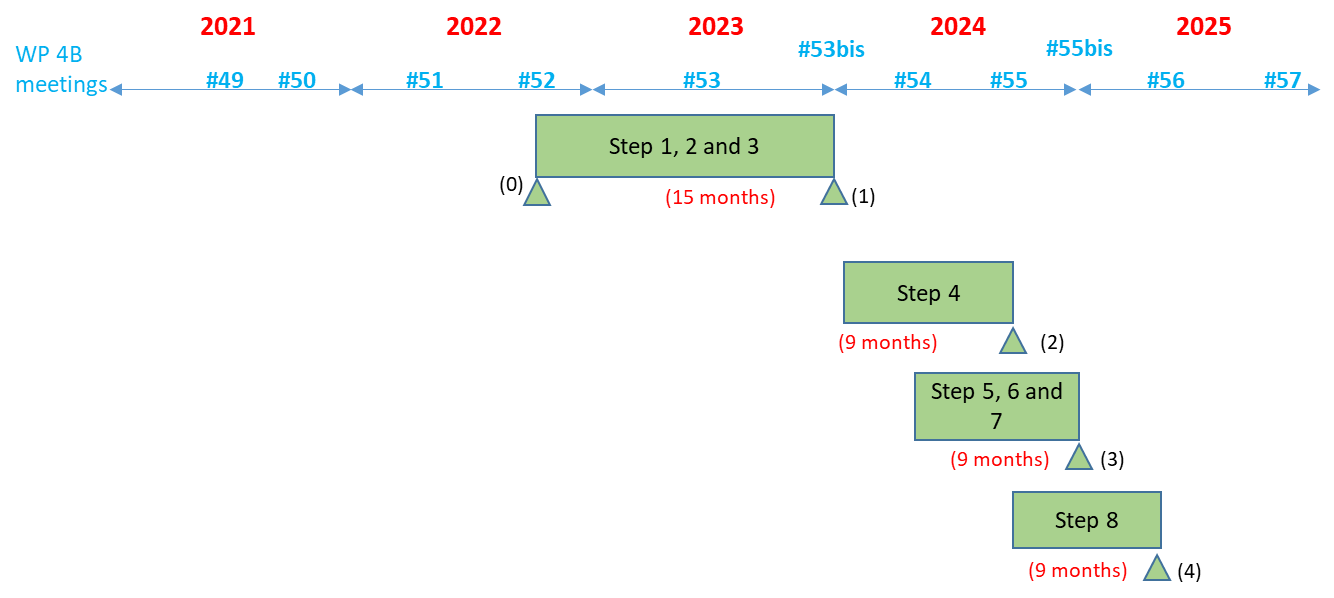 2021
2022
2023
2024
2025
WP 4B
meetings
#49
#50
#51
#52
#53
#53bis
#54
#55
#55bis
#56
#57
Step 1, 2 and 3
(0)
(15 months)
(1)
Step 4
(9 months)
(2)
Step 5, 6 and
7
(9 months)
(3)
Step 8
(9 months)
(4)